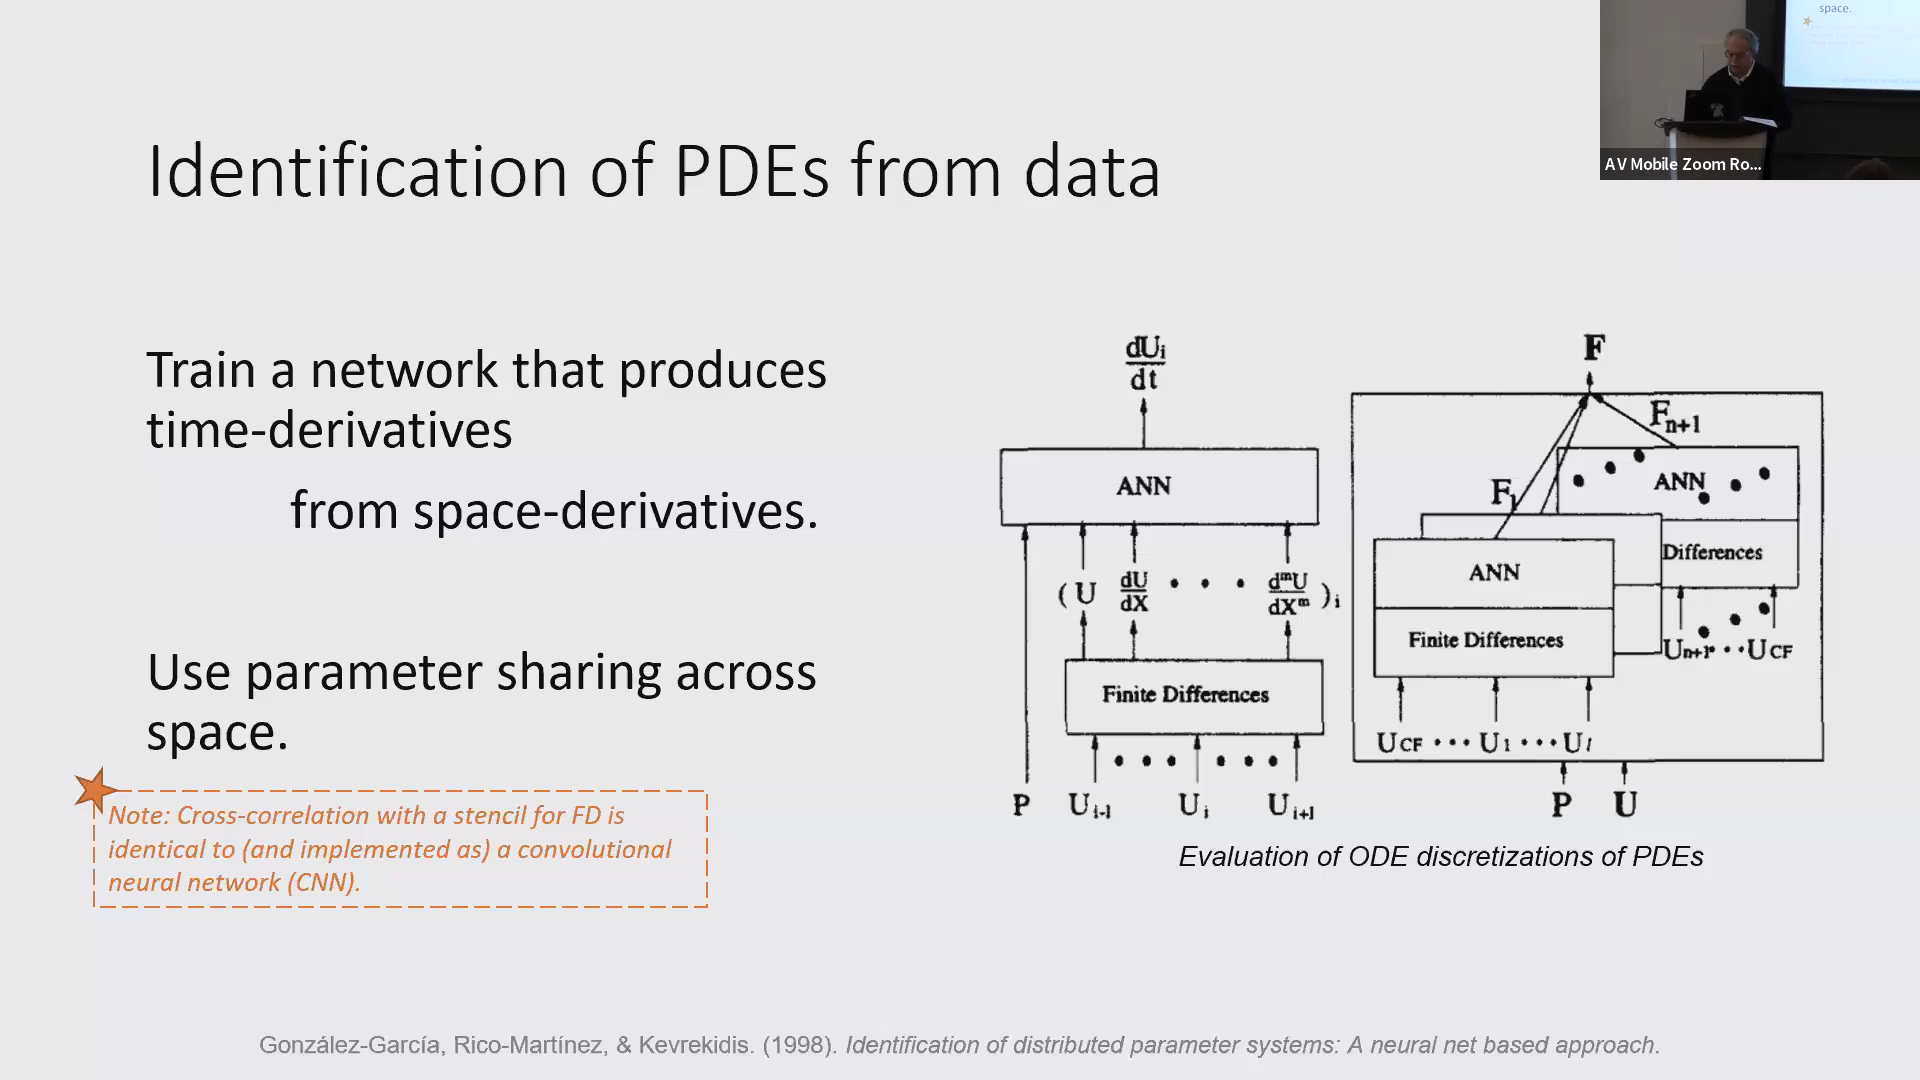 space.
AV Mobile Zoom Ro...
Identification of PDEs from data
Train a network that produces
time-derivatives
from space-derivatives.
Use parameter sharing across
space.
Note: Cross-correlation with a stencil for FD is
identical to (and implemented as) a convolutional
neural network (CNN).
dUi
dt
ANN
( U dU dX • • • dmU dXm )i
Finite Differences
P Ui-1 Ui Ui+1
F
Fn+1
F1
ANN
Differences
ANN
Finite Differences
Un+1 • • UCF
UCF • • • U1 • • • Ul
P U
Evaluation of ODE discretizations of PDEs
González-García, Rico-Martínez, & Kevrekidis. (1998). Identification of distributed parameter systems: A neural net based approach.